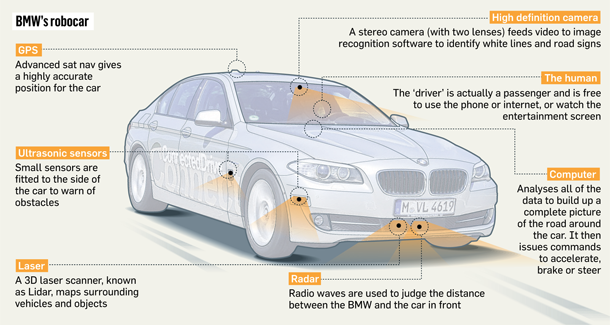 BMW's robocar
GPS
Advanced sat nav gives
a highly accurate
position for the car
High definition camera
A stereo camera (with two lenses) feeds video to image
recognition software to identify white lines and road signs
The human
The 'driver' is actually a passenger and is free
to use the phone or internet, or watch the
entertainment screen
Ultrasonic sensors
Small sensors are
fitted to the side of
the car to warn of
obstacles
Computer
Analyses all of the
data to build up a
complete picture
of the road around
the car. It then
issues commands
to accelerate,
brake or steer
M VL 4619
Laser
A 3D laser scanner, known
as Lidar, maps surrounding
vehicles and objects
Radar
Radio waves are used to judge the distance
between the BMW and the car in front